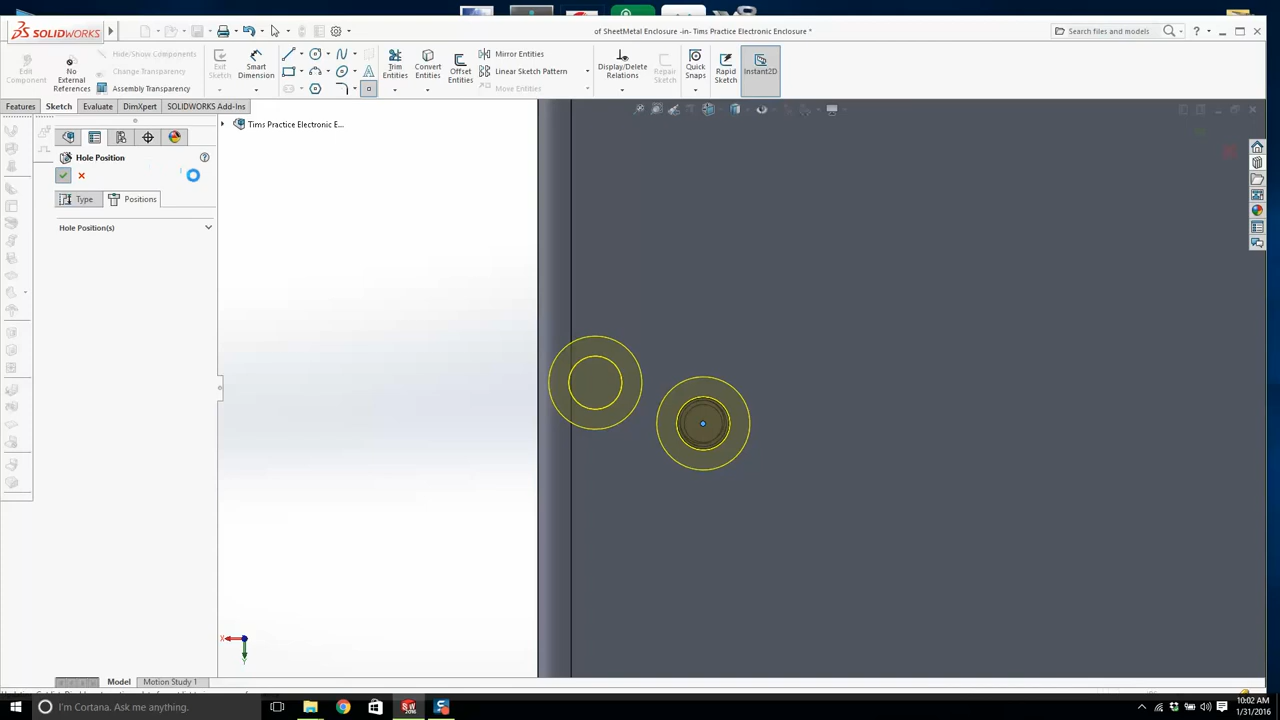 SOLIDWORKS
of SheetMetal Enclosure -in- Tims Practice Electronic Enclosure *
Search files and models
Edit Component
No External References
Hide/Show Components
Change Transparency
Assembly Transparency
Exit Sketch
Smart Dimension
Trim Entities
Convert Entities
Offset Entities
Mirror Entities
Linear Sketch Pattern
Move Entities
Display/Delete Relations
Repair Sketch
Quick Snaps
Rapid Sketch
Instant2D
Features
Sketch
Evaluate
DimXpert
SOLIDWORKS Add-Ins
Tims Practice Electronic E...
Hole Position
Type
Positions
Hole Position(s)
X
Y
Model
Motion Study 1
I'm Cortana. Ask me anything.
10:02 AM
1/31/2016